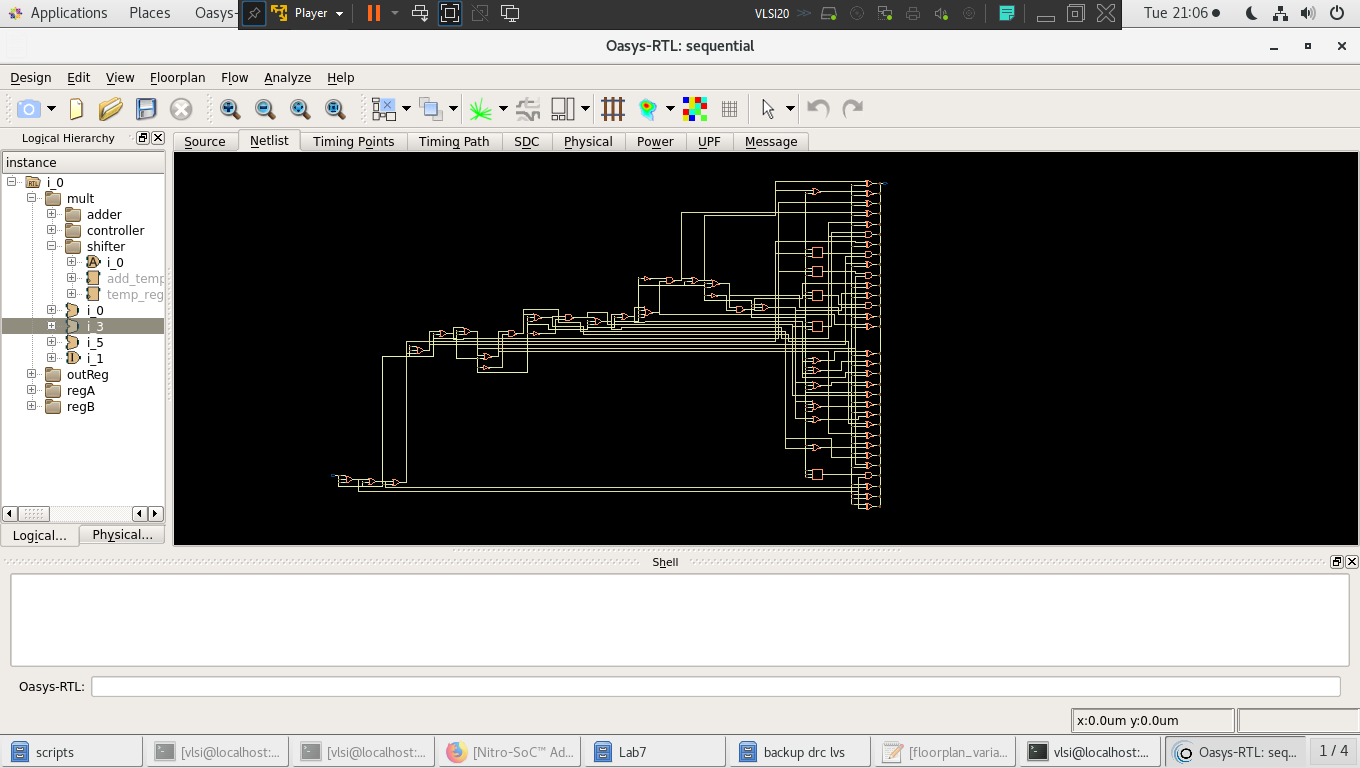 Applications Places Oasys- Player VLSI20 Tue 21:06
Oasys-RTL: sequential
Design Edit View Floorplan Flow Analyze Help
Logical Hierarchy
Source Netlist Timing Points Timing Path SDC Physical Power UPF Message
instance
RTL i_0
mult
adder
controller
shifter
A i_0
add_temp
temp_reg
i_0
i_3
i_5
I i_1
outReg
regA
regB
Logical... Physical...
Shell
Oasys-RTL:
x:0.0um y:0.0um
scripts [vlsi@localhost:... [vlsi@localhost:... [Nitro-SoC™ Ad... Lab7 backup drc lvs [floorplan_varia... vlsi@localhost:... Oasys-RTL: seq... 1 / 4